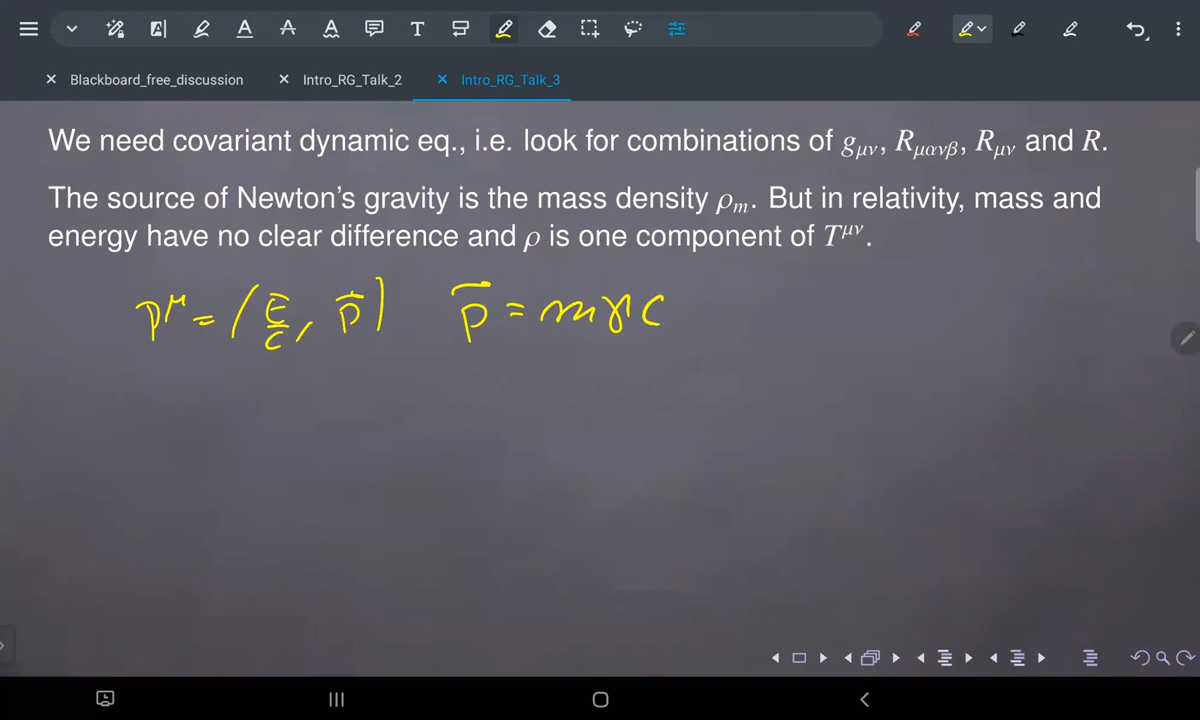 Blackboard_free_discussion Intro_RG_Talk_2 Intro_RG_Talk_3
We need covariant dynamic eq., i.e. look for combinations of gμν, Rμανβ, Rμν and R.
The source of Newton's gravity is the mass density ρm. But in relativity, mass and
energy have no clear difference and ρ is one component of Tμν.
pμ = (E/c, p⃗) p⃗ = mγc